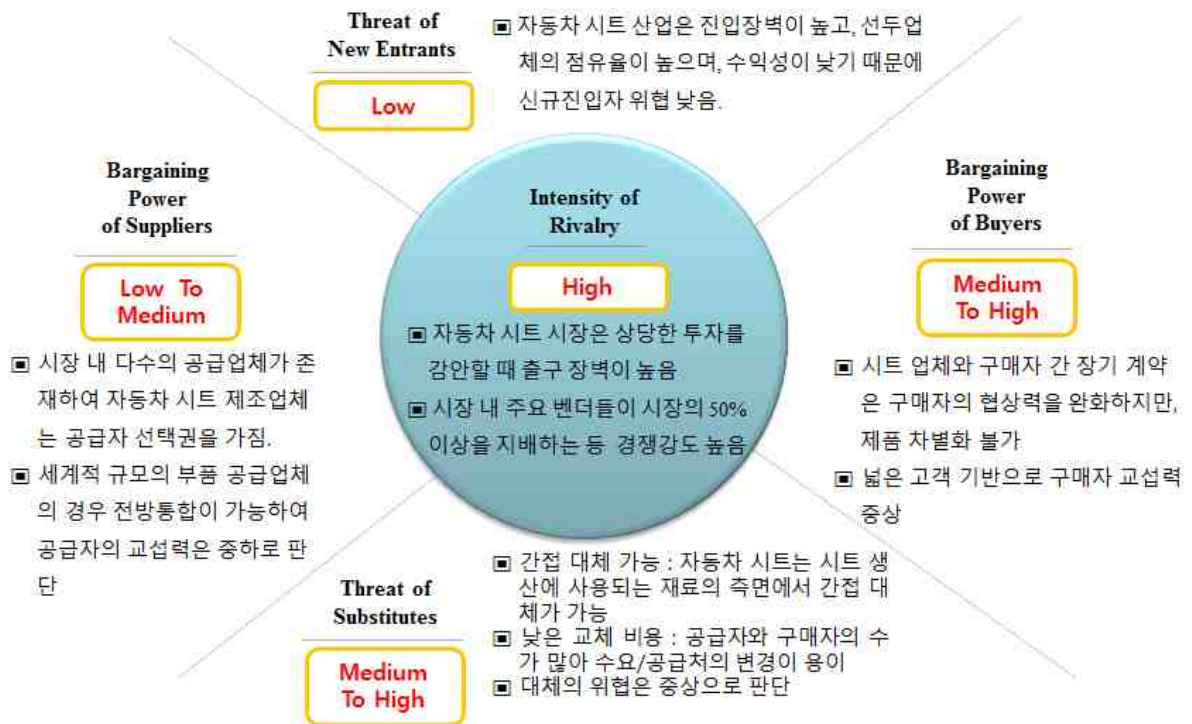 Threat of
New Entrants
Low
▣ 자동차 시트 산업은 진입장벽이 높고, 선두업
체의 점유율이 높으며, 수익성이 낮기 때문에
신규진입자 위협 낮음.
Bargaining
Power
of Suppliers
Low To
Medium
▣ 시장 내 다수의 공급업체가 존
재하여 자동차 시트 제조업체
는 공급자 선택권을 가짐.
▣ 세계적 규모의 부품 공급업체
의 경우 전방통합이 가능하여
공급자의 교섭력은 중하로 판
단
Intensity of
Rivalry
High
▣ 자동차 시트 시장은 상당한 투자를
감안할 때 출구 장벽이 높음
▣ 시장 내 주요 벤더들이 시장의 50%
이상을 지배하는 등 경쟁강도 높음
Bargaining
Power
of Buyers
Medium
To High
▣ 시트 업체와 구매자 간 장기 계약
은 구매자의 협상력을 완화하지만,
제품 차별화 불가
▣ 넓은 고객 기반으로 구매자 교섭력
중상
Threat of
Substitutes
Medium
To High
▣ 간접 대체 가능 : 자동차 시트는 시트 생
산에 사용되는 재료의 측면에서 간접 대
체가 가능
▣ 낮은 교체 비용 : 공급자와 구매자의 수
가 많아 수요/공급처의 변경이 용이
▣ 대체의 위협은 중상으로 판단